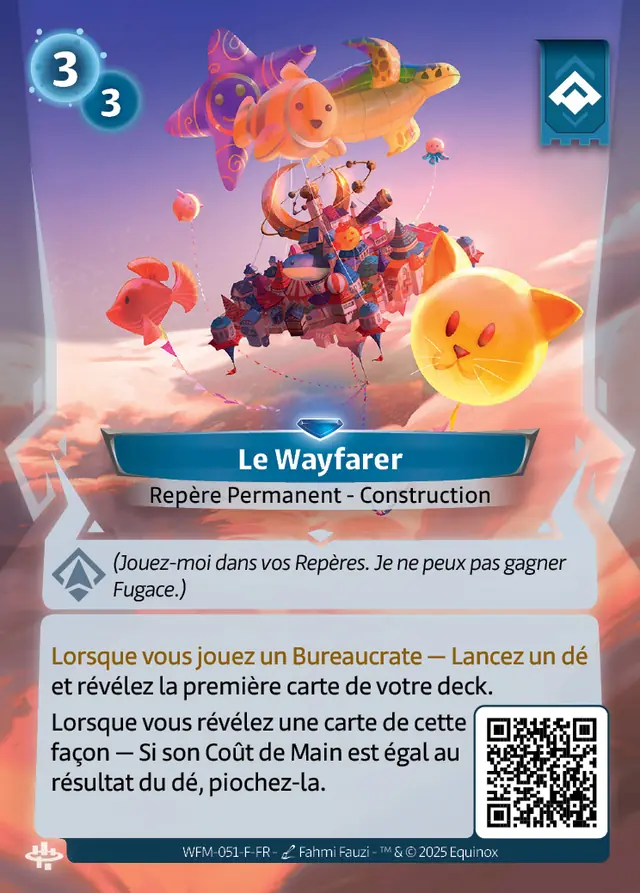 3
3
Le Wayfarer
Repère Permanent - Construction
(Jouez-moi dans vos Repères. Je ne peux pas gagner
Fugace.)
Lorsque vous jouez un Bureaucrate — Lancez un dé
et révélez la première carte de votre deck.
Lorsque vous révélez une carte de cette
façon — Si son Coût de Main est égal au
résultat du dé, piochez-la.
WFM-051-F-FR - Fahmi Fauzi - ™ & © 2025 Equinox